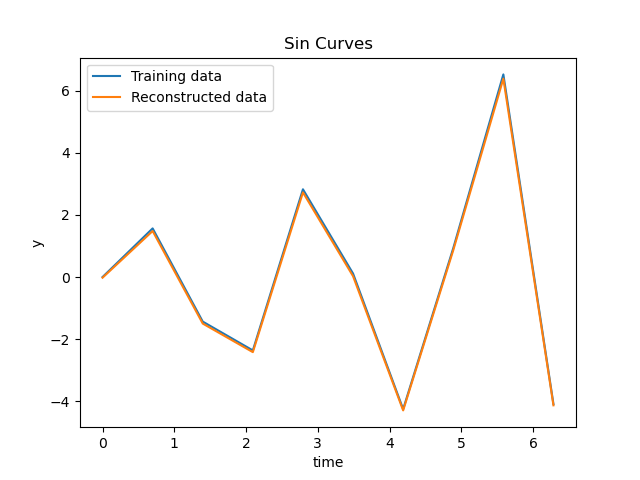 Sin Curves
Training data
Reconstructed data
y
6
4
2
0
−2
−4
0 1 2 3 4 5 6
time